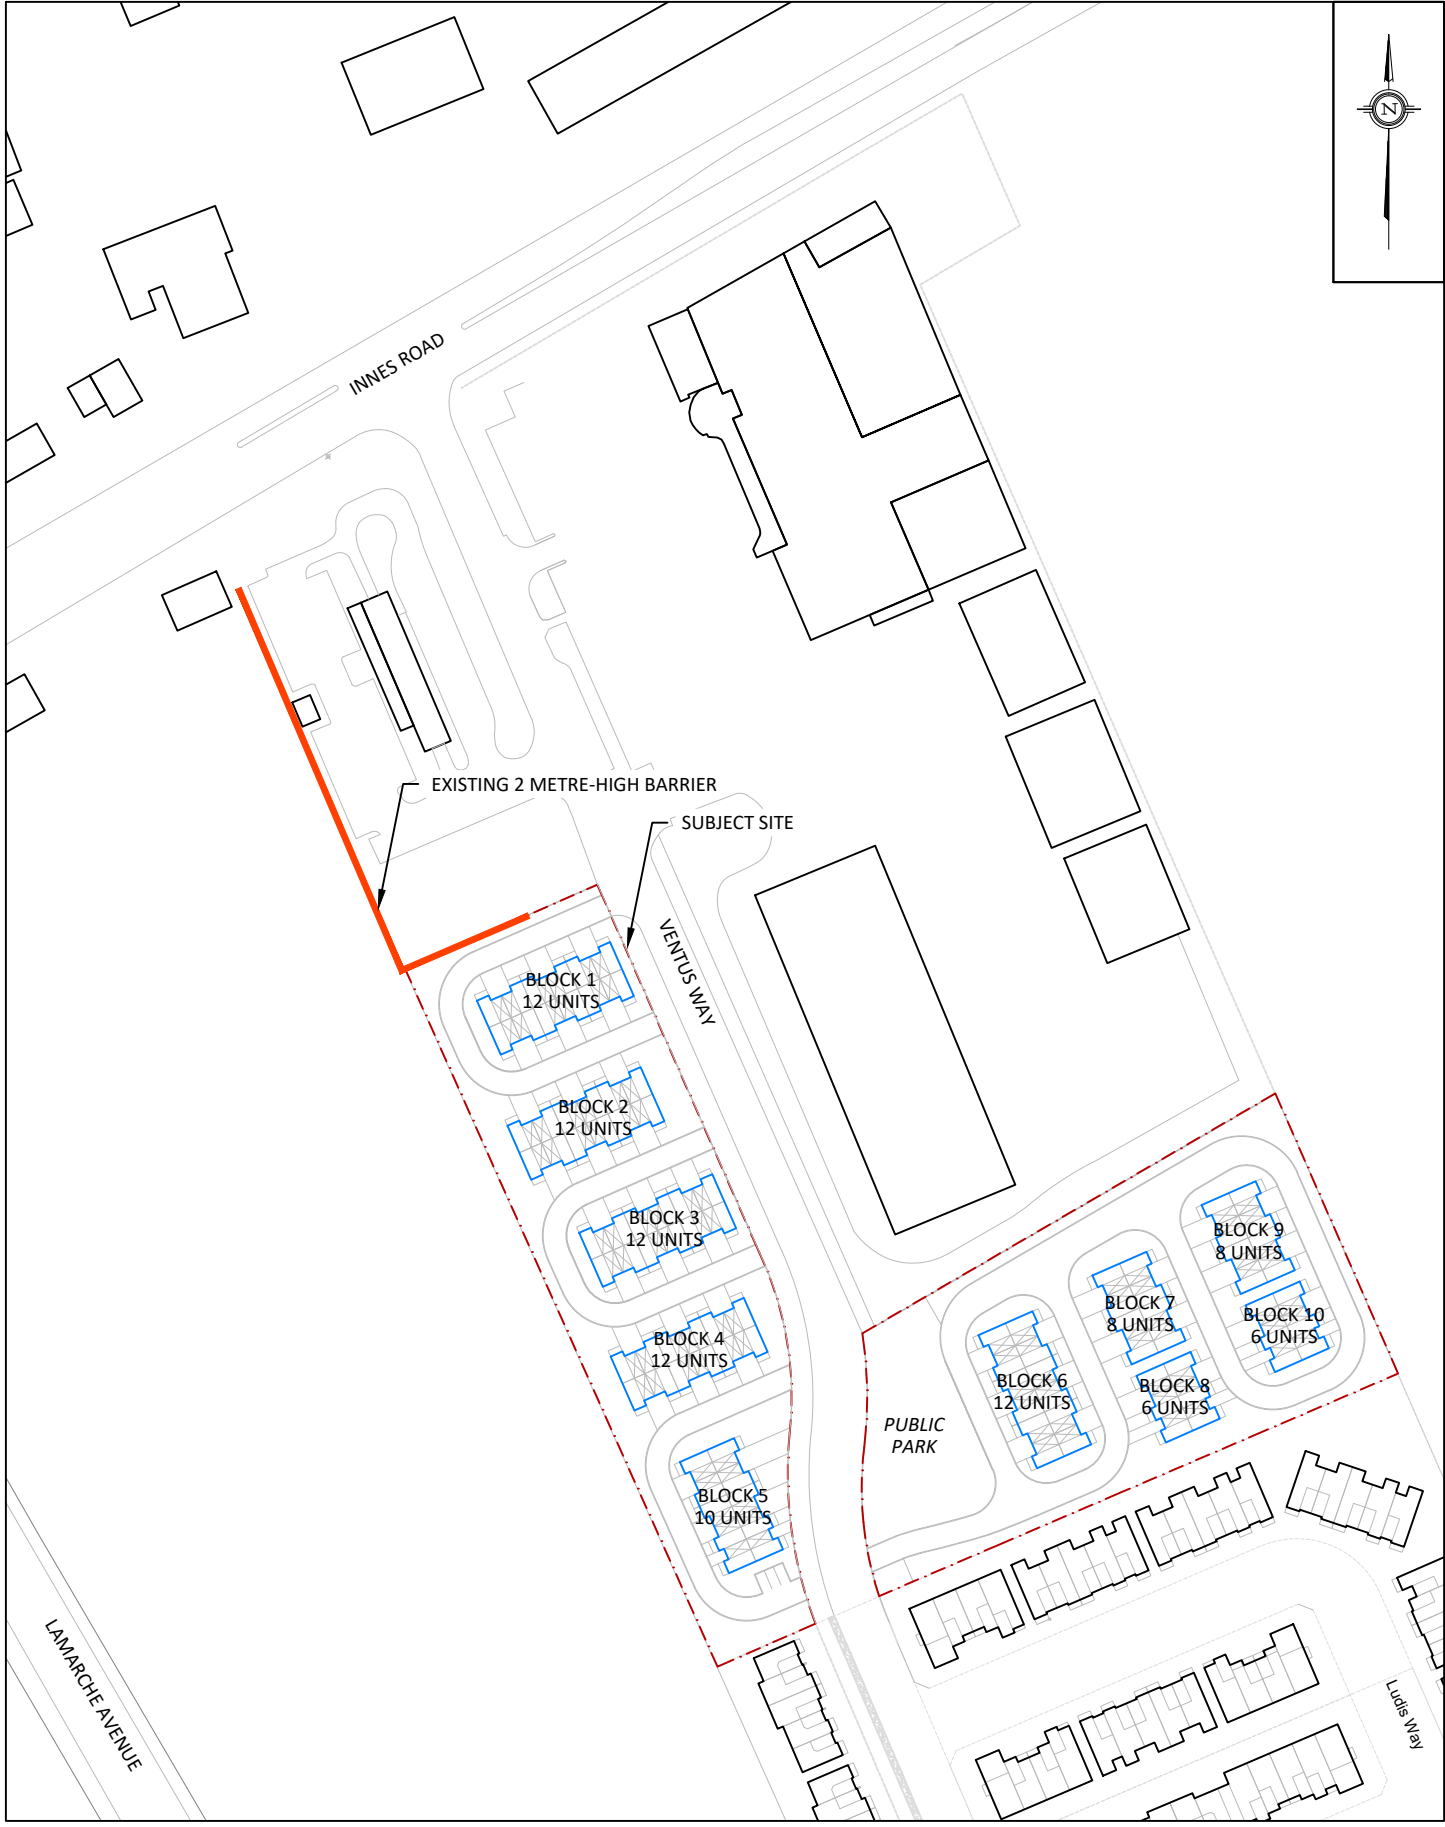 N
INNES ROAD
EXISTING 2 METRE-HIGH BARRIER
SUBJECT SITE
VENTUS WAY
BLOCK 1
12 UNITS
BLOCK 2
12 UNITS
BLOCK 3
12 UNITS
BLOCK 4
12 UNITS
BLOCK 5
10 UNITS
BLOCK 9
8 UNITS
BLOCK 7
8 UNITS
BLOCK 10
6 UNITS
BLOCK 6
12 UNITS
BLOCK 8
6 UNITS
PUBLIC
PARK
LAMARCHE AVENUE
Ludis Way